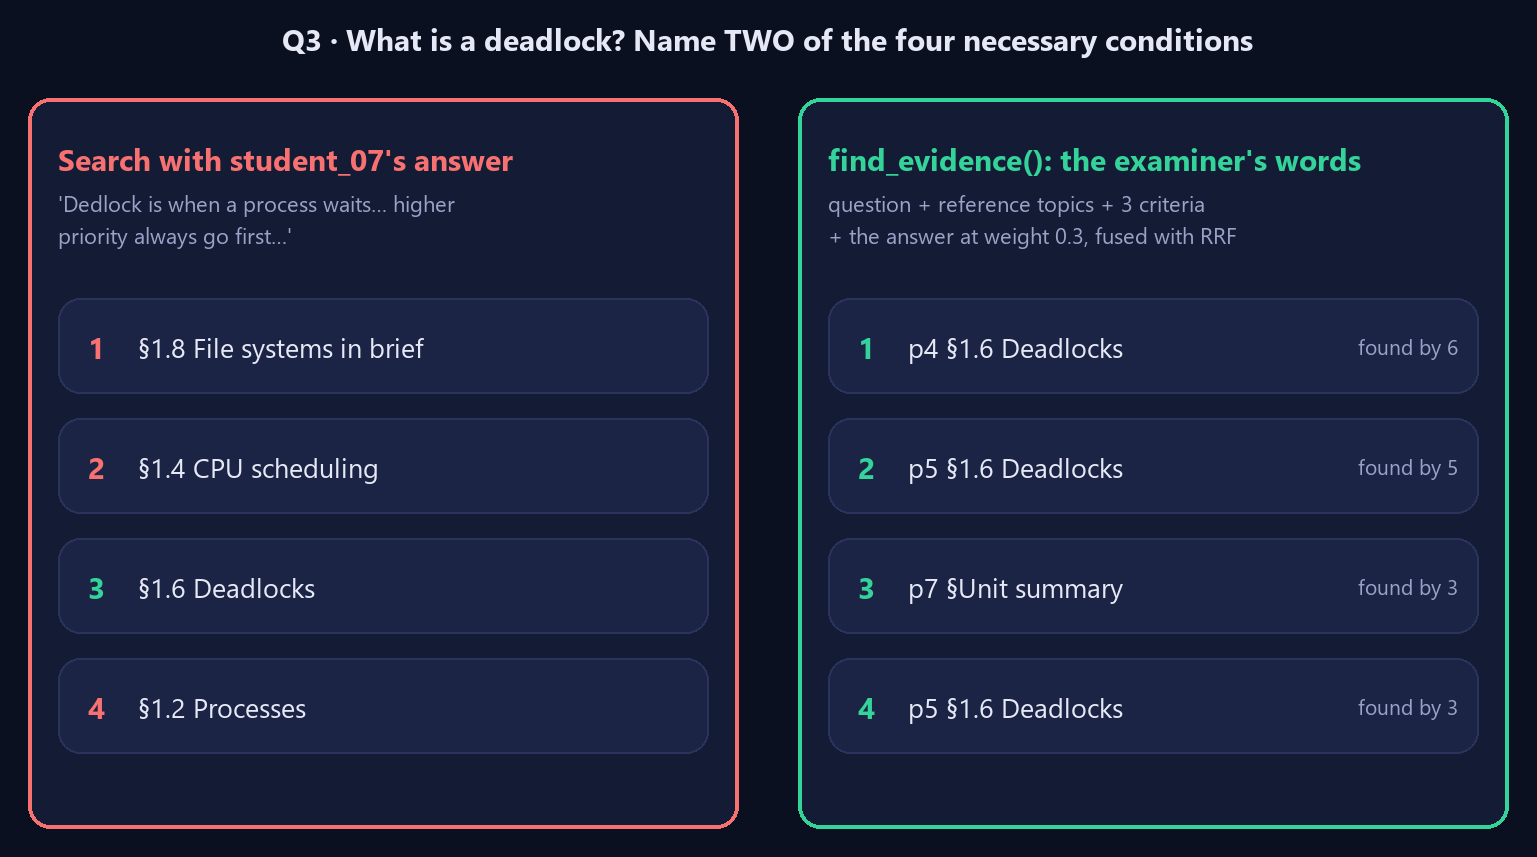 Q3 · What is a deadlock? Name TWO of the four necessary conditions
Search with student_07's answer
'Dedlock is when a process waits... higher
priority always go first...'
1 §1.8 File systems in brief
2 §1.4 CPU scheduling
3 §1.6 Deadlocks
4 §1.2 Processes
find_evidence(): the examiner's words
question + reference topics + 3 criteria
+ the answer at weight 0.3, fused with RRF
1 p4 §1.6 Deadlocks found by 6
2 p5 §1.6 Deadlocks found by 5
3 p7 §Unit summary found by 3
4 p5 §1.6 Deadlocks found by 3